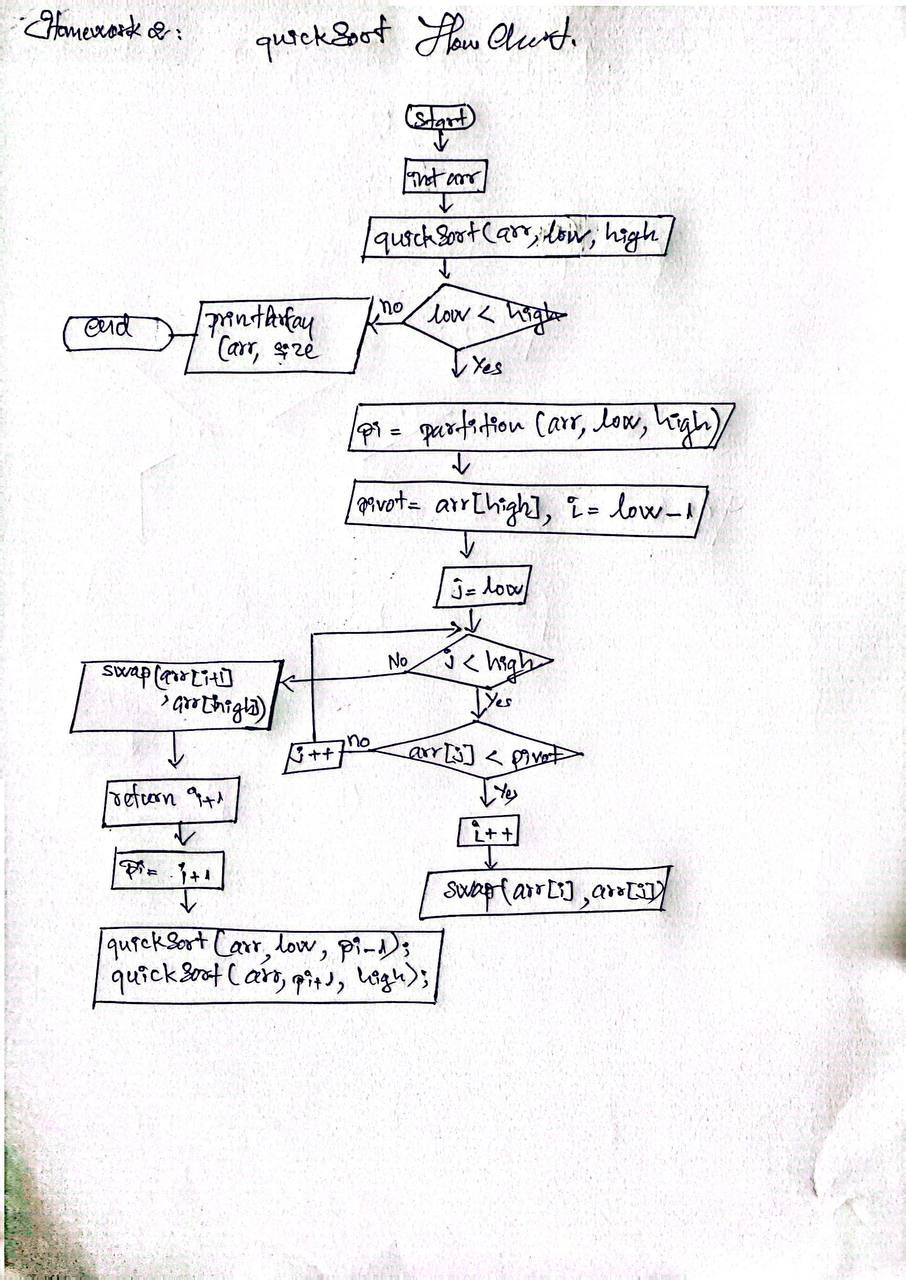 Homework 2:
quickSort Flow Chart.
Start
int arr
quickSort(arr, low, high
low < high
no
printArray
(arr, size
end
Yes
pi = partition (arr, low, high)
pivot = arr[high], i = low-1
j = low
j < high
No
swap(arr[i+1]
, arr[high])
Yes
arr[j] < pivot
no
j++
Yes
return i+1
i++
pi = i+1
swap(arr[i], arr[j])
quickSort (arr, low, pi-1);
quickSort (arr, pi+1, high);